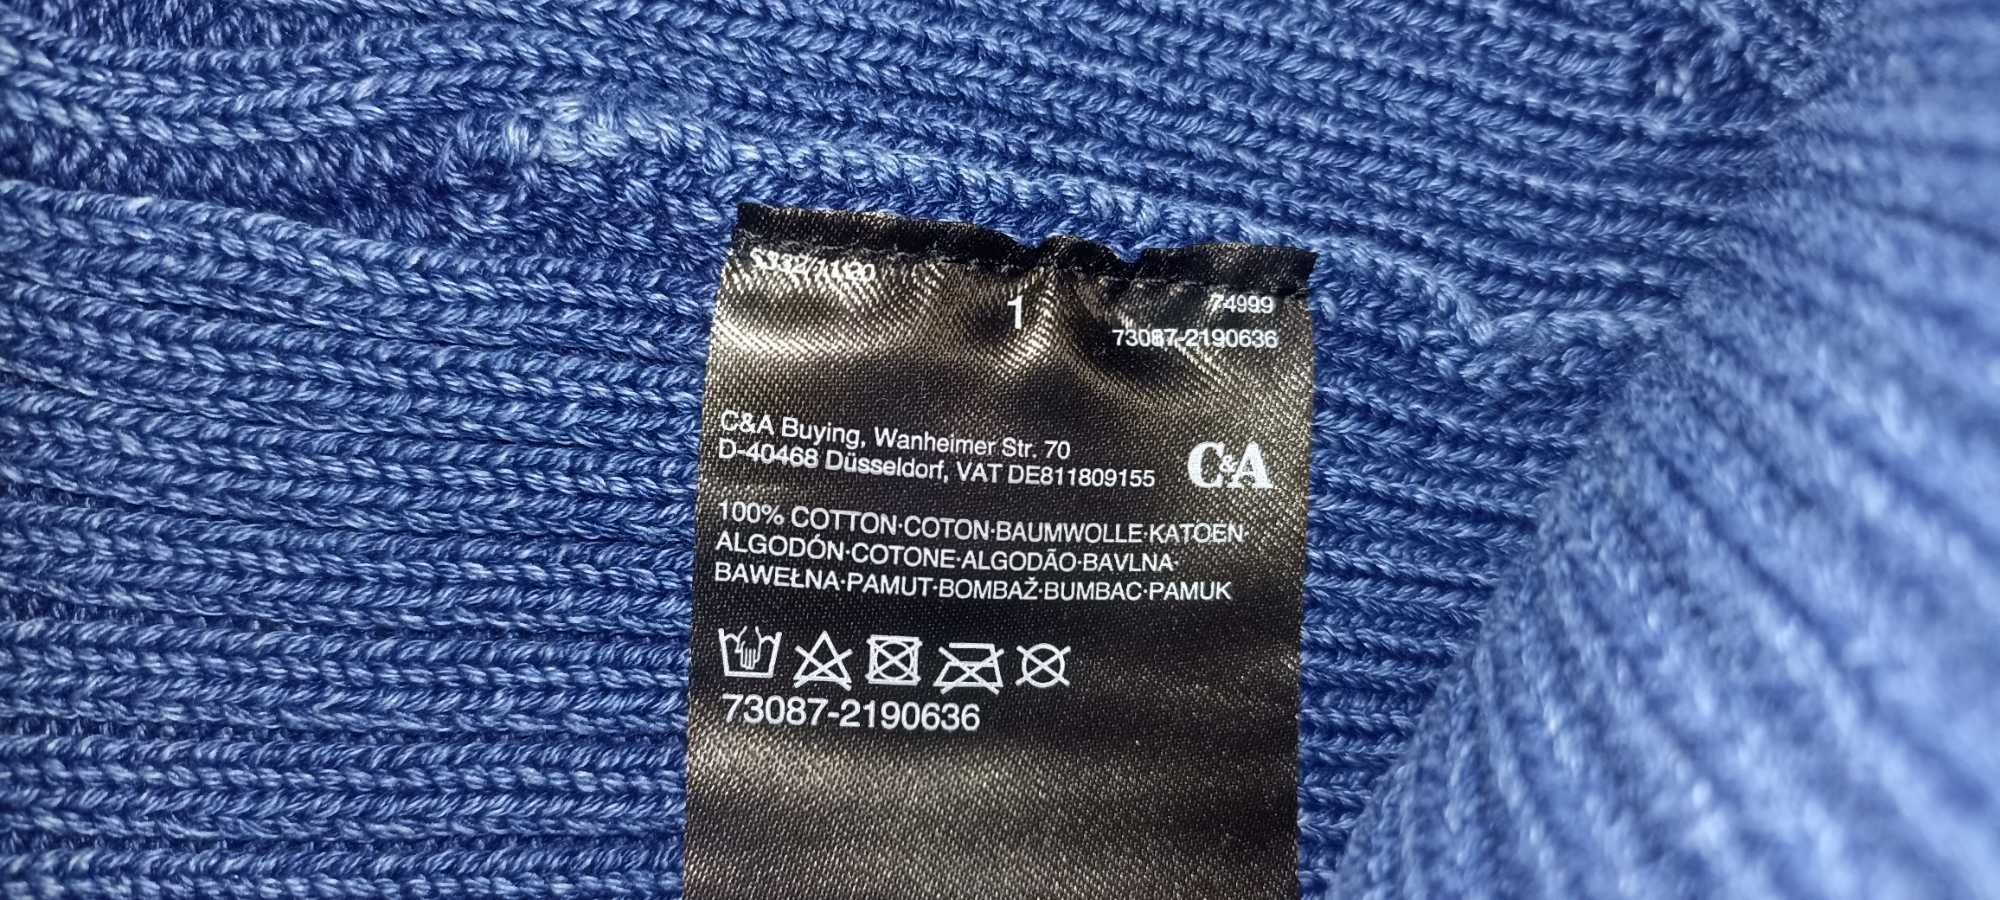 1
74999
73087-2190636
C&A Buying, Wanheimer Str. 70
D-40468 Düsseldorf, VAT DE811809155
C&A
100% COTTON·COTON·BAUMWOLLE·KATOEN·
ALGODÓN·COTONE·ALGODÃO·BAVLNA·
BAWEŁNA·PAMUT·BOMBAŽ·BUMBAC·PAMUK
73087-2190636